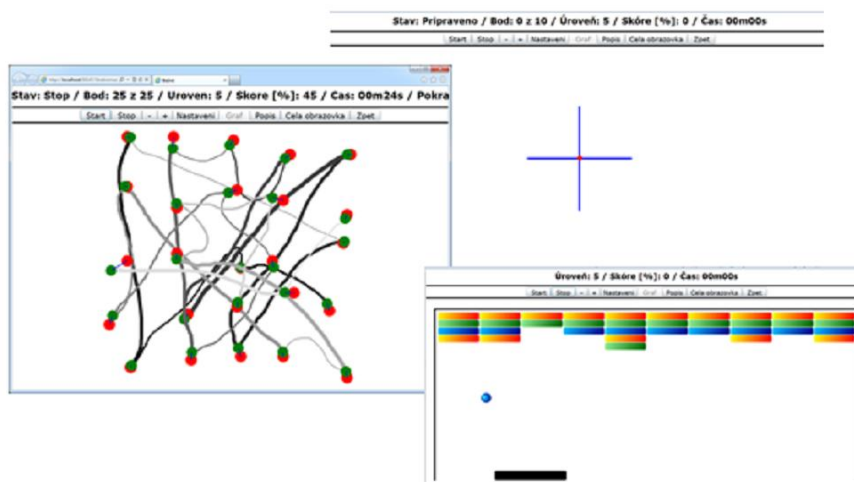 Stav: Pripraveno / Bod: 0 z 10 / Úroveň: 5 / Skóre [%]: 0 / Čas: 00m00s
Start Stop - + Nastaveni Graf Popis Cela obrazovka Zpet
Stav: Stop / Bod: 25 z 25 / Uroven: 5 / Skore [%]: 45 / Čas: 00m24s / Pokra
Start Stop - + Nastaveni Graf Popis Cela obrazovka Zpet
Úroveň: 5 / Skóre [%]: 0 / Čas: 00m00s
Start Stop - + Nastaveni Graf Popis Cela obrazovka Zpet